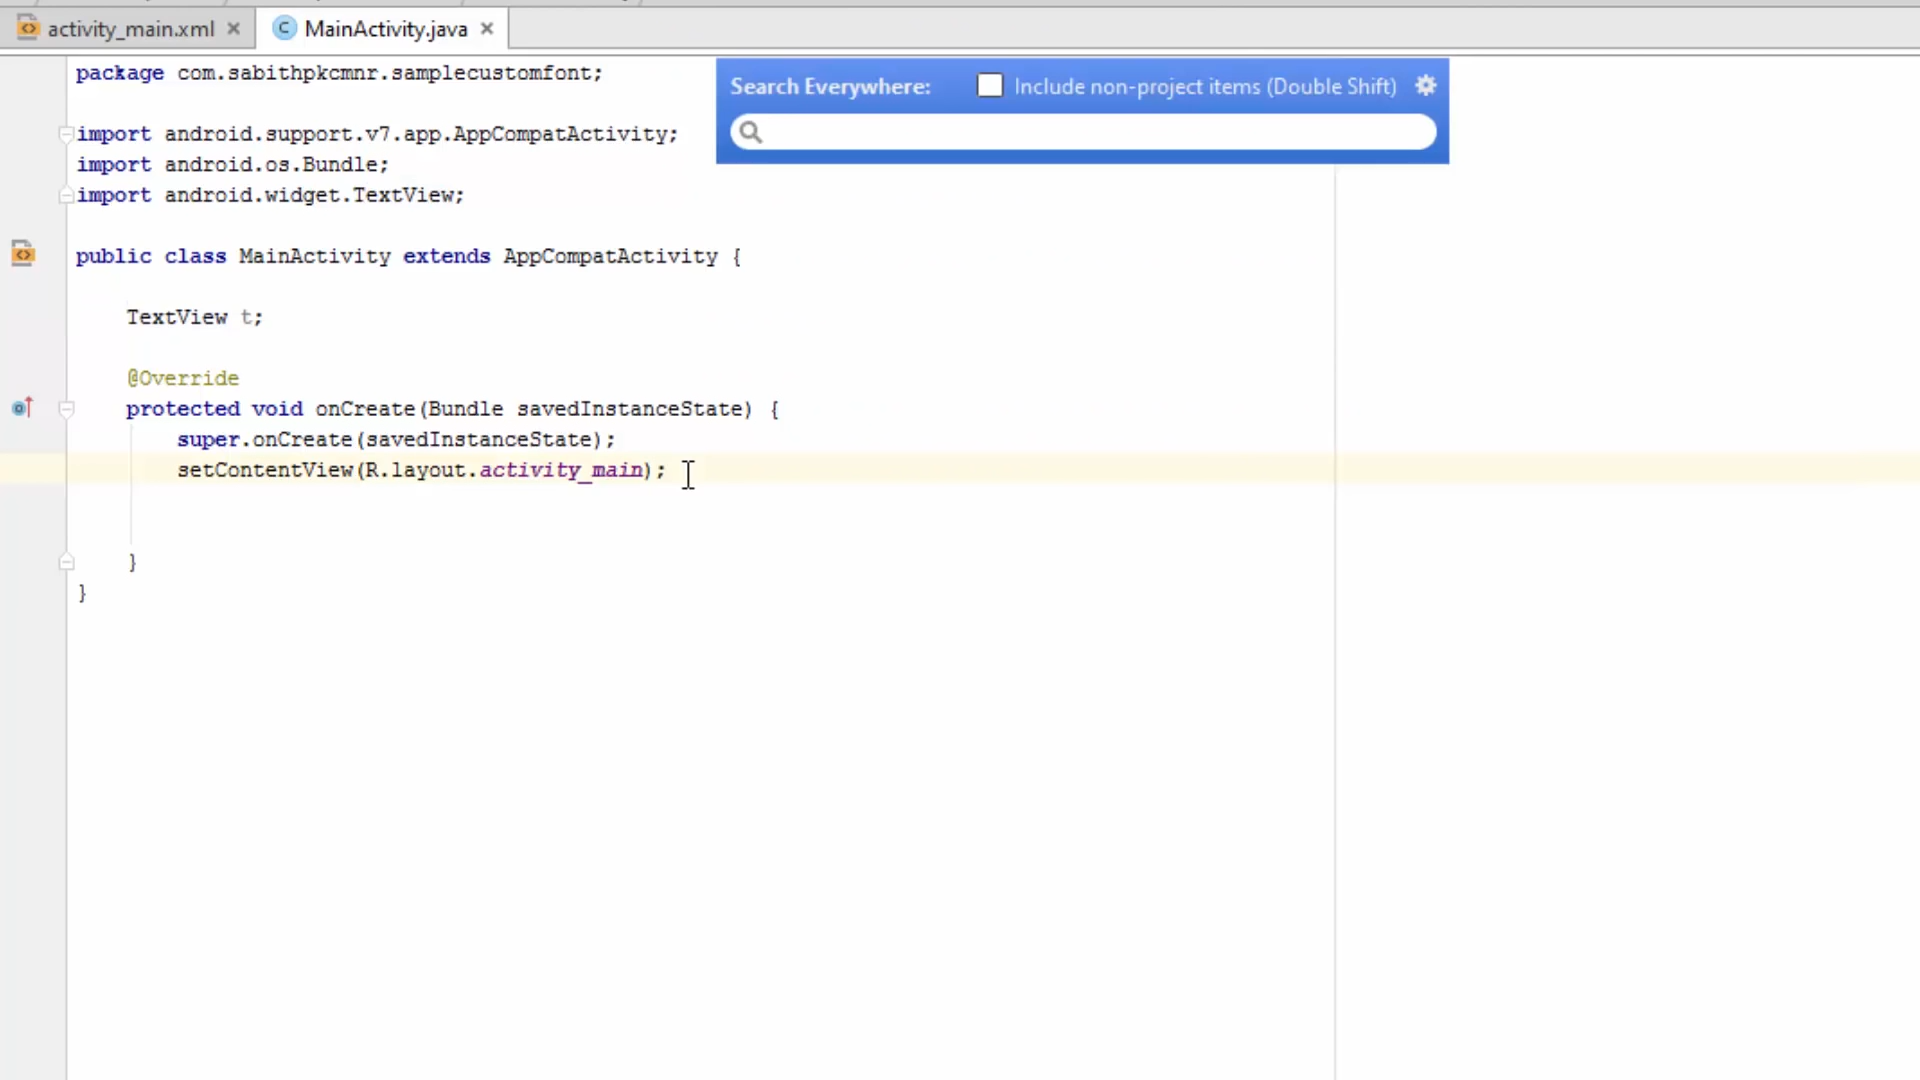 activity_main.xml
MainActivity.java
package com.sabithpkcmnr.samplecustomfont;
Search Everywhere: Include non-project items (Double Shift)
import android.support.v7.app.AppCompatActivity;
import android.os.Bundle;
import android.widget.TextView;
public class MainActivity extends AppCompatActivity {
TextView t;
@Override
protected void onCreate(Bundle savedInstanceState) {
super.onCreate(savedInstanceState);
setContentView(R.layout.activity_main);
}
}